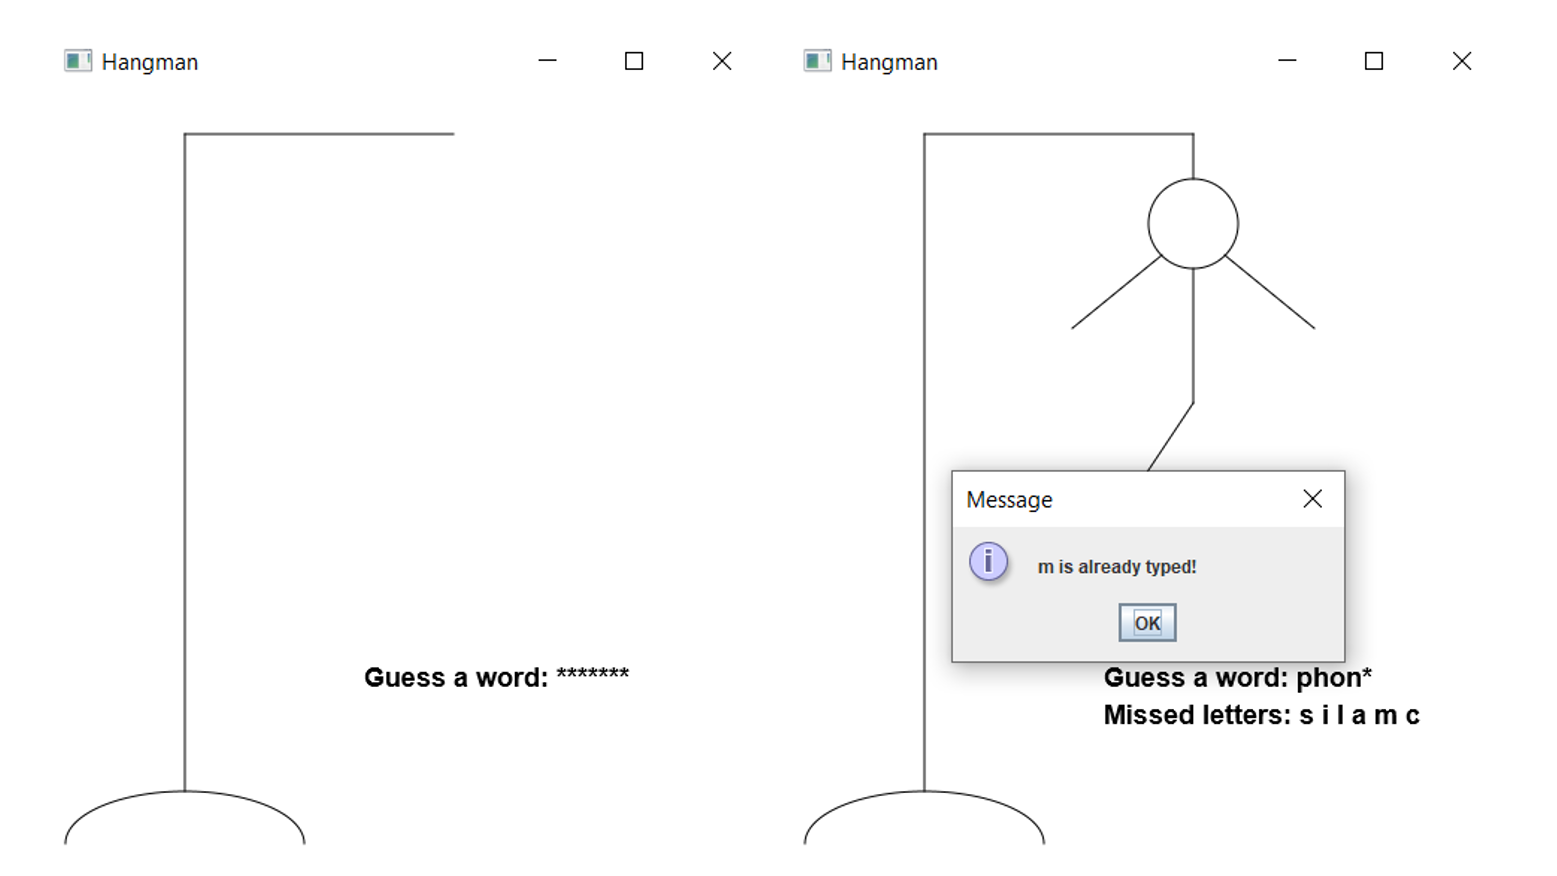 Hangman
Guess a word: *******
Hangman
Message
m is already typed!
OK
Guess a word: phon*
Missed letters: s i l a m c